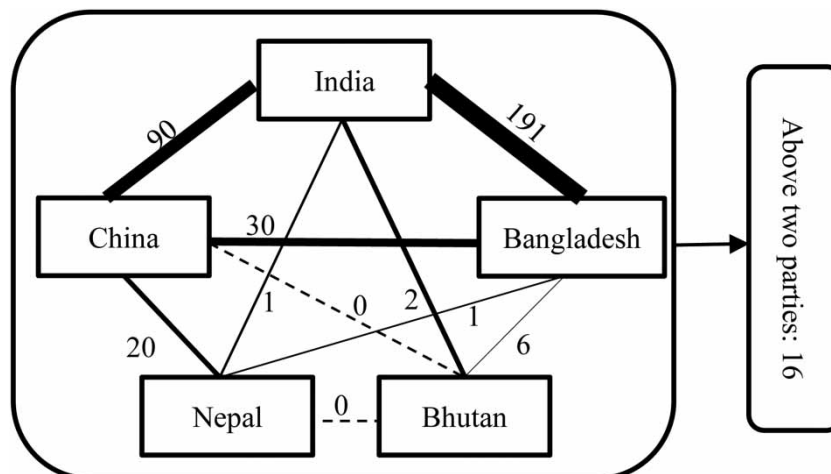 India
90
191
China
30
Bangladesh
0
1
2
1
20
6
Nepal
0
Bhutan
Above two parties: 16